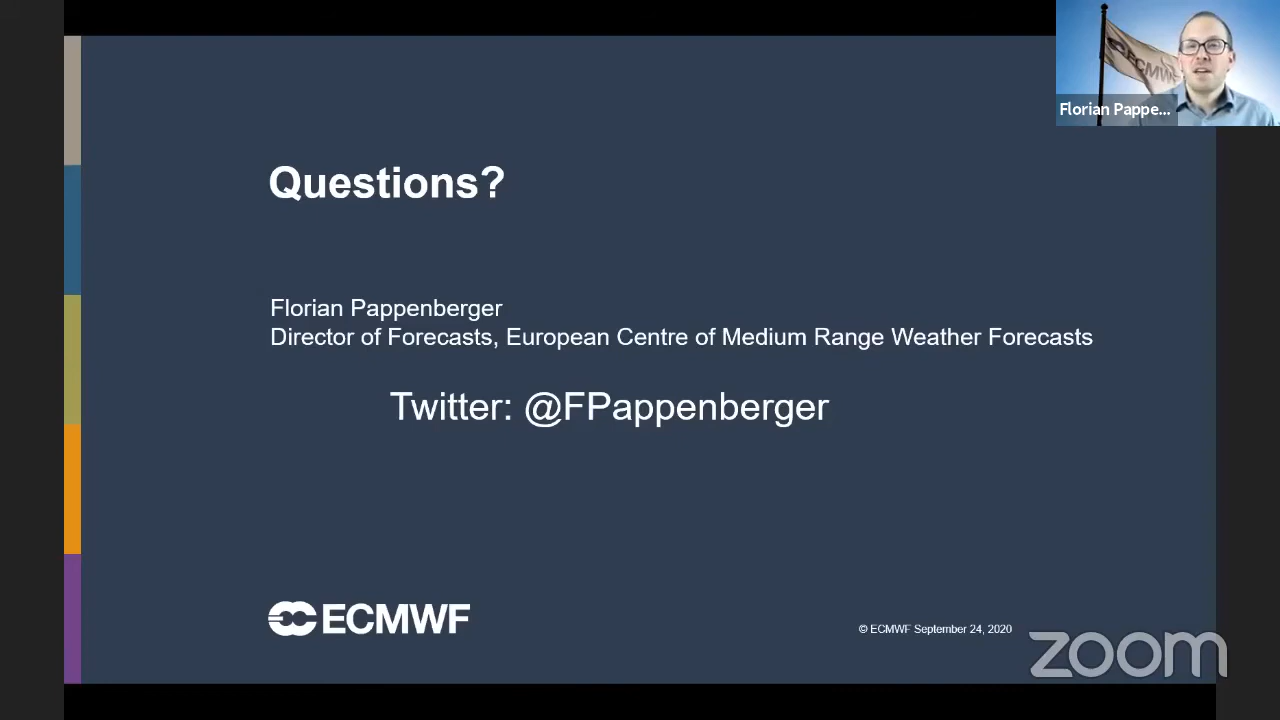 ECMWF
Florian Pappe...
Questions?
Florian Pappenberger
Director of Forecasts, European Centre of Medium Range Weather Forecasts
Twitter: @FPappenberger
ECMWF
© ECMWF September 24, 2020
zoom